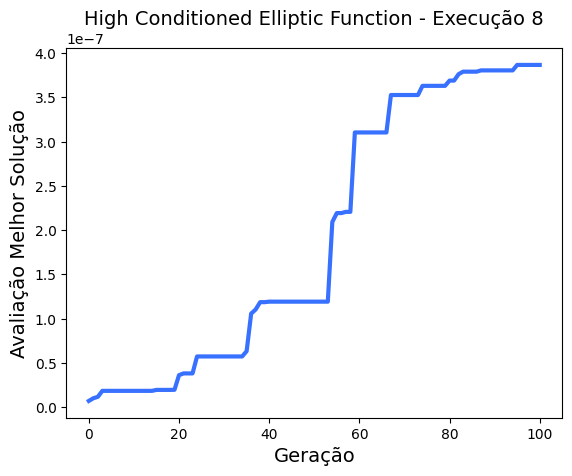 High Conditioned Elliptic Function - Execução 8
1e−7
4.0
3.5
3.0
2.5
2.0
1.5
1.0
0.5
0.0
Avaliação Melhor Solução
0 20 40 60 80 100
Geração